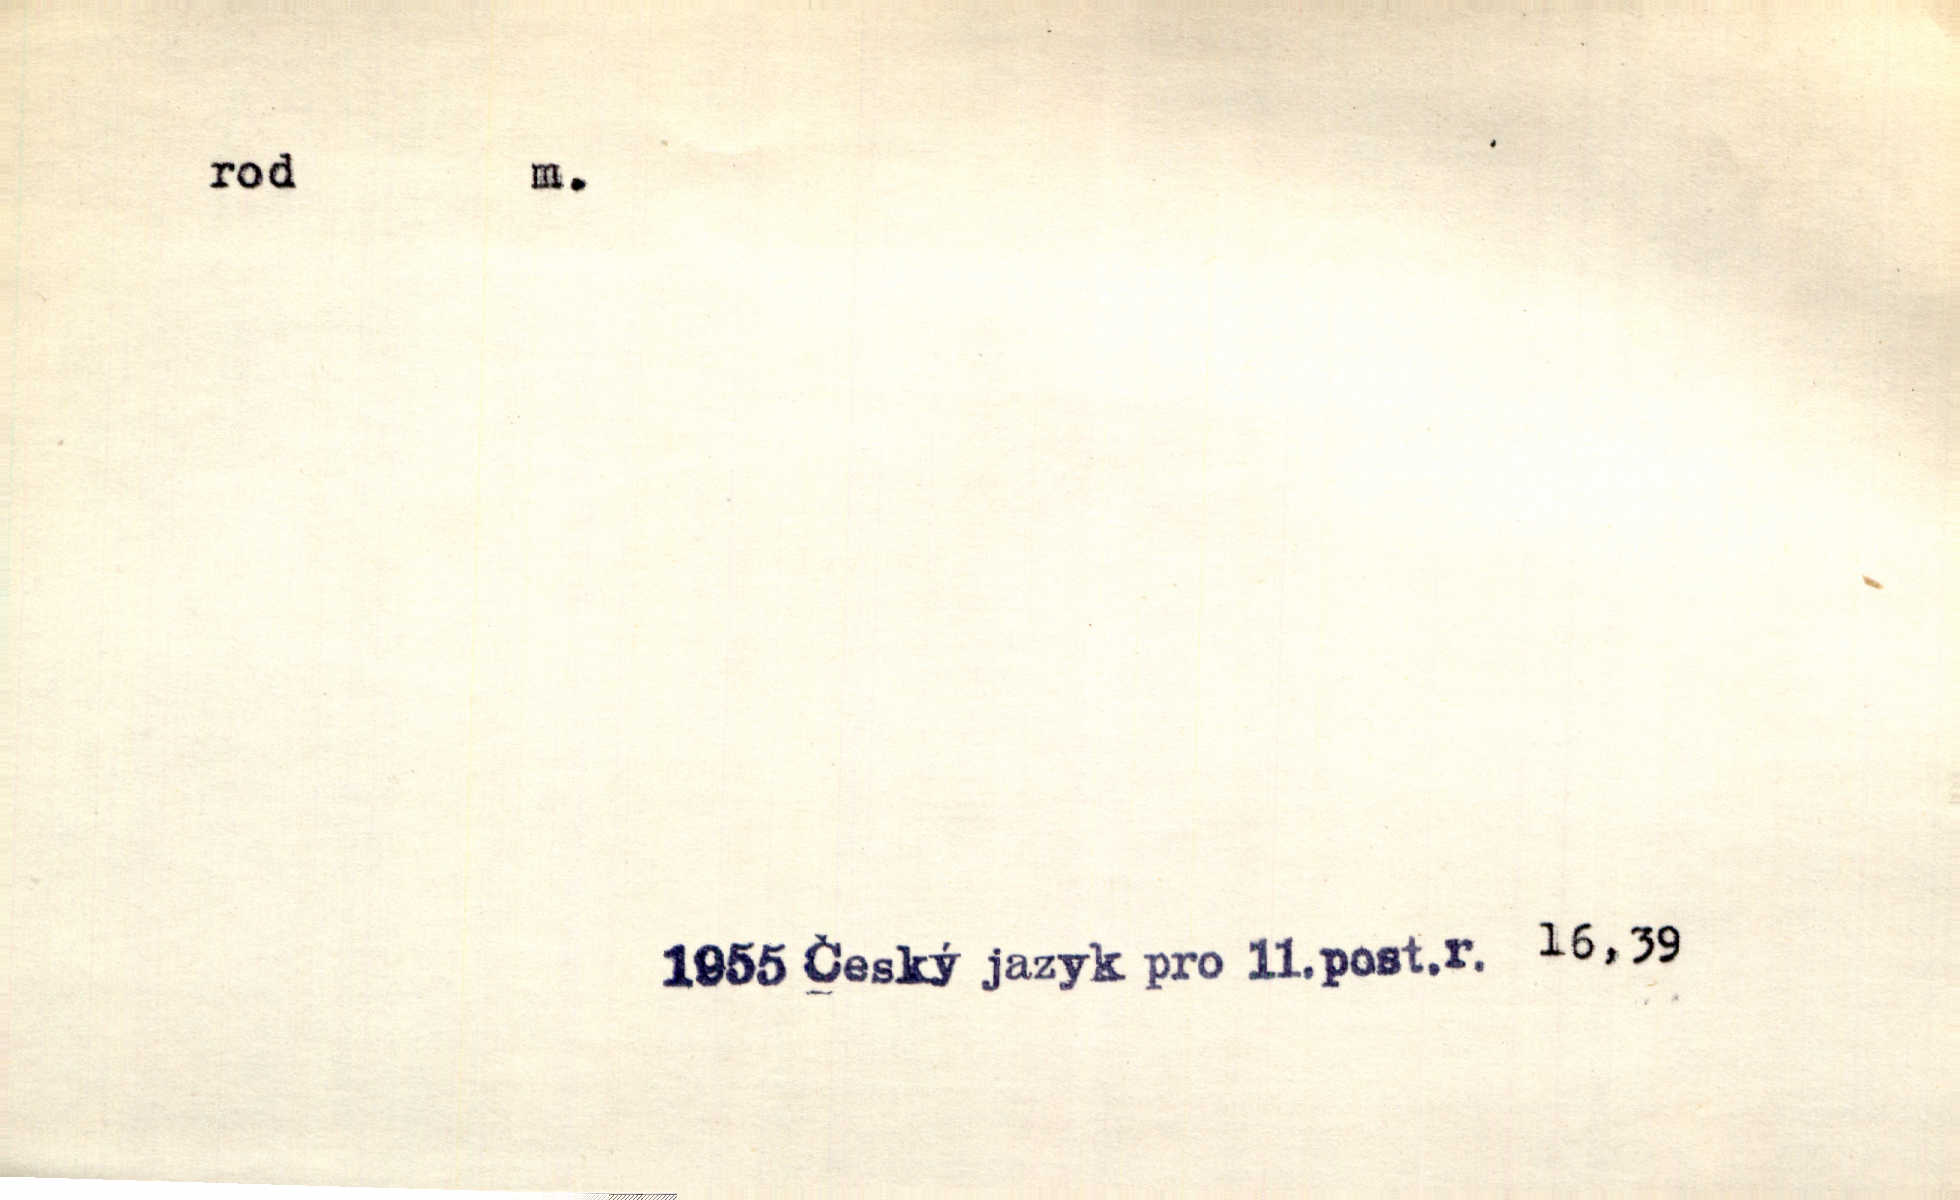 rod m.
1955 Český jazyk pro 11.post.r. 16,39